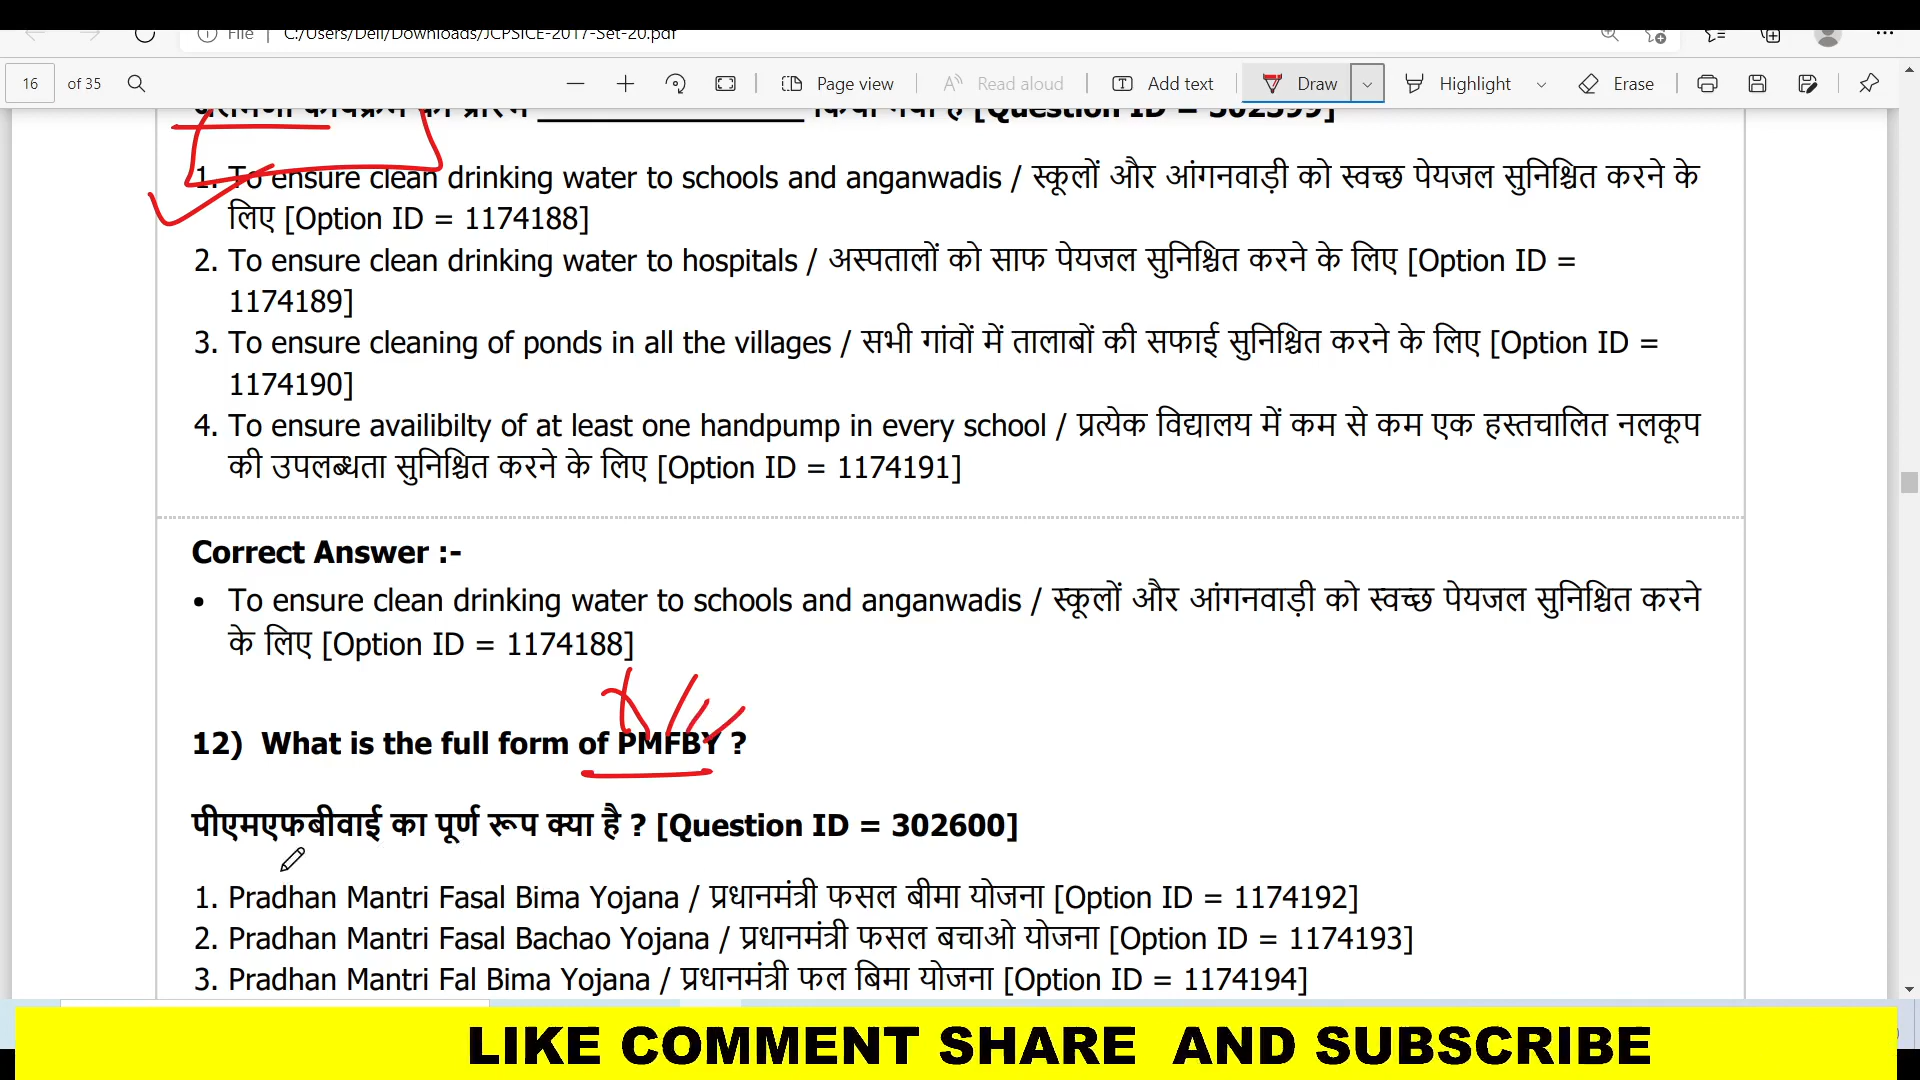 File | C:/Users/Dell/Downloads/JCPSICE-2017-Set-20.pdf
16 of 35 Page view Read aloud Add text Draw Highlight Erase
कार्यक्रम का प्रारंभ ________________ किया गया है [Question ID = 302599]
1. To ensure clean drinking water to schools and anganwadis / स्कूलों और आंगनवाड़ी को स्वच्छ पेयजल सुनिश्चित करने के
लिए [Option ID = 1174188]
2. To ensure clean drinking water to hospitals / अस्पतालों को साफ पेयजल सुनिश्चित करने के लिए [Option ID =
1174189]
3. To ensure cleaning of ponds in all the villages / सभी गांवों में तालाबों की सफाई सुनिश्चित करने के लिए [Option ID =
1174190]
4. To ensure availibilty of at least one handpump in every school / प्रत्येक विद्यालय में कम से कम एक हस्तचालित नलकूप
की उपलब्धता सुनिश्चित करने के लिए [Option ID = 1174191]
Correct Answer :-
• To ensure clean drinking water to schools and anganwadis / स्कूलों और आंगनवाड़ी को स्वच्छ पेयजल सुनिश्चित करने
के लिए [Option ID = 1174188]
12) What is the full form of PMFBY ?
पीएमएफबीवाई का पूर्ण रूप क्या है ? [Question ID = 302600]
1. Pradhan Mantri Fasal Bima Yojana / प्रधानमंत्री फसल बीमा योजना [Option ID = 1174192]
2. Pradhan Mantri Fasal Bachao Yojana / प्रधानमंत्री फसल बचाओ योजना [Option ID = 1174193]
3. Pradhan Mantri Fal Bima Yojana / प्रधानमंत्री फल बिमा योजना [Option ID = 1174194]
LIKE COMMENT SHARE AND SUBSCRIBE